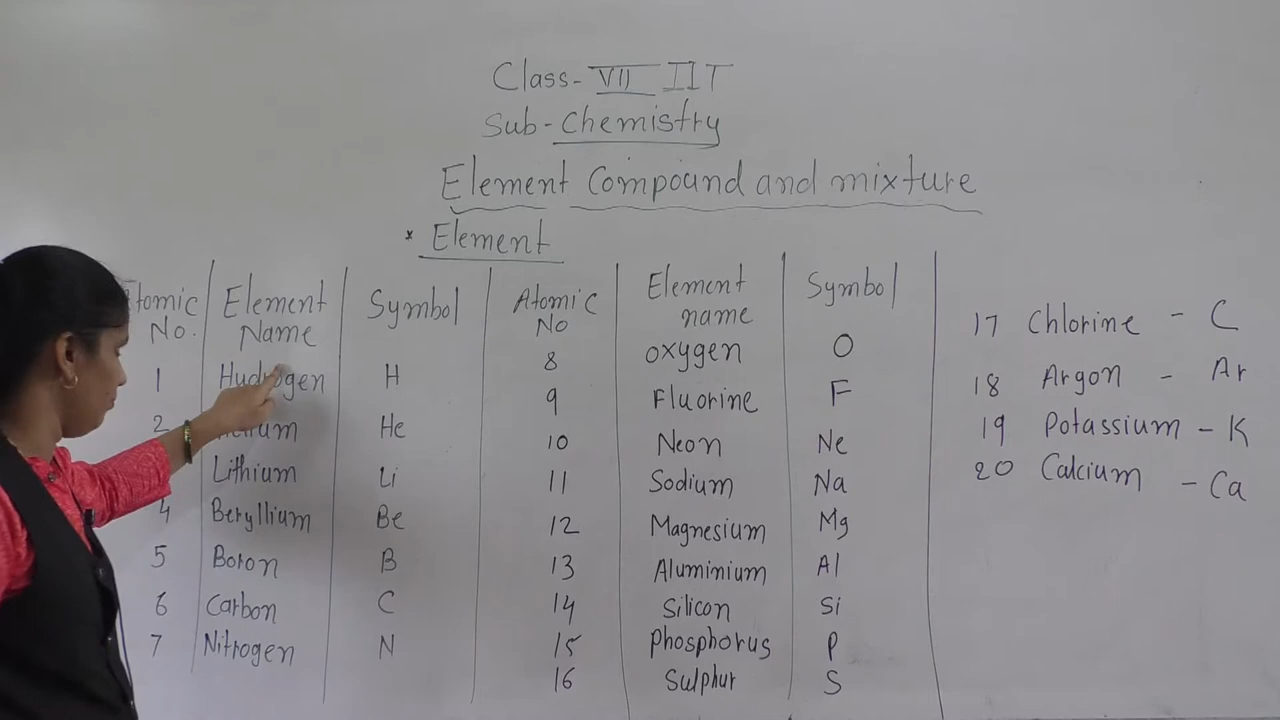 Class- VII IIT
Sub- Chemistry
Element Compound and mixture
* Element
Atomic No. Element Name Symbol
1 Hudrogen H
2 He
Lithium Li
4 Beryllium Be
5 Boron B
6 Carbon C
7 Nitrogen N
Atomic No Element name Symbol
8 oxygen O
9 Fluorine F
10 Neon Ne
11 Sodium Na
12 Magnesium Mg
13 Aluminium Al
14 Silicon Si
15 Phosphorus P
16 Sulphur S
17 Chlorine - C
18 Argon - Ar
19 Potassium - K
20 Calcium - Ca